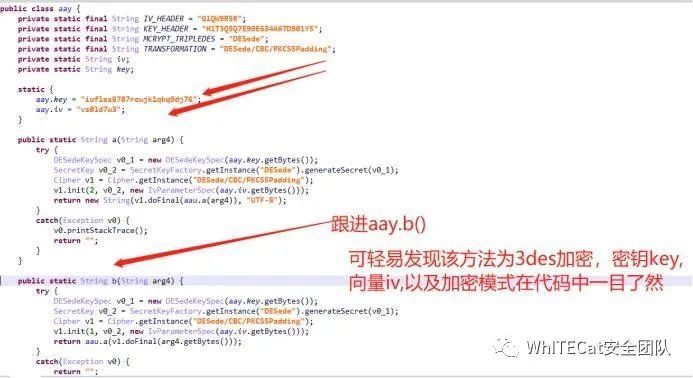 public class aay {
private static final String IV_HEADER = "G1QW9R5R";
private static final String KEY_HEADER = "H1T3Q5Q7E90E634A67D901Y5";
private static final String MCRYPT_TRIPLEDES = "DESede";
private static final String TRANSFORMATION = "DESede/CBC/PKCS5Padding";
private static String iv;
private static String key;
static {
aay.key = "iufles8787rewjk1qkq9dj76";
aay.iv = "vs0ld7w3";
}
public static String a(String arg4) {
try {
DESedeKeySpec v0_1 = new DESedeKeySpec(aay.key.getBytes());
SecretKey v0_2 = SecretKeyFactory.getInstance("DESede").generateSecret(v0_1);
Cipher v1 = Cipher.getInstance("DESede/CBC/PKCS5Padding");
v1.init(2, v0_2, new IvParameterSpec(aay.iv.getBytes()));
return new String(v1.doFinal(aau.a(arg4)), "UTF-8");
}
catch(Exception v0) {
v0.printStackTrace();
return "";
}
}
跟进aay.b()
可轻易发现该方法为3des加密，密钥key,
向量iv,以及加密模式在代码中一目了然
public static String b(String arg4) {
try {
DESedeKeySpec v0_1 = new DESedeKeySpec(aay.key.getBytes());
SecretKey v0_2 = SecretKeyFactory.getInstance("DESede").generateSecret(v0_1);
Cipher v1 = Cipher.getInstance("DESede/CBC/PKCS5Padding");
v1.init(1, v0_2, new IvParameterSpec(aay.iv.getBytes()));
return aau.a(v1.doFinal(arg4.getBytes()));
}
catch(Exception v0) {
return "";
WhITECat安全团队